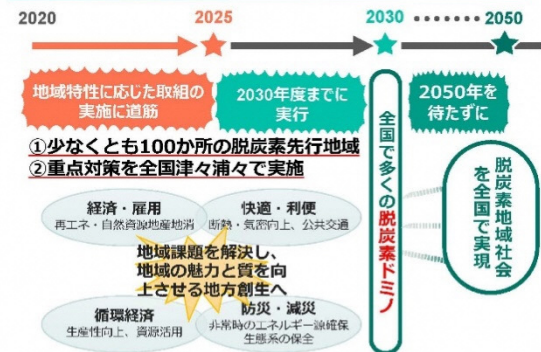 2020
2025
2030
2050
地域特性に応じた取組の
実施に道筋
2030年度までに
実行
2050年を
待たずに
①少なくとも100か所の脱炭素先行地域
②重点対策を全国津々浦々で実施
全国で多くの脱炭素ドミノ
脱炭素地域社会
を全国で実現
経済・雇用
再エネ・自然資源地産地消
快適・利便
断熱・気密向上、公共交通
地域課題を解決し、
地域の魅力と質を向
上させる地方創生へ
循環経済
生産性向上、資源活用
防災・減災
非常時のエネルギー源確保
生態系の保全